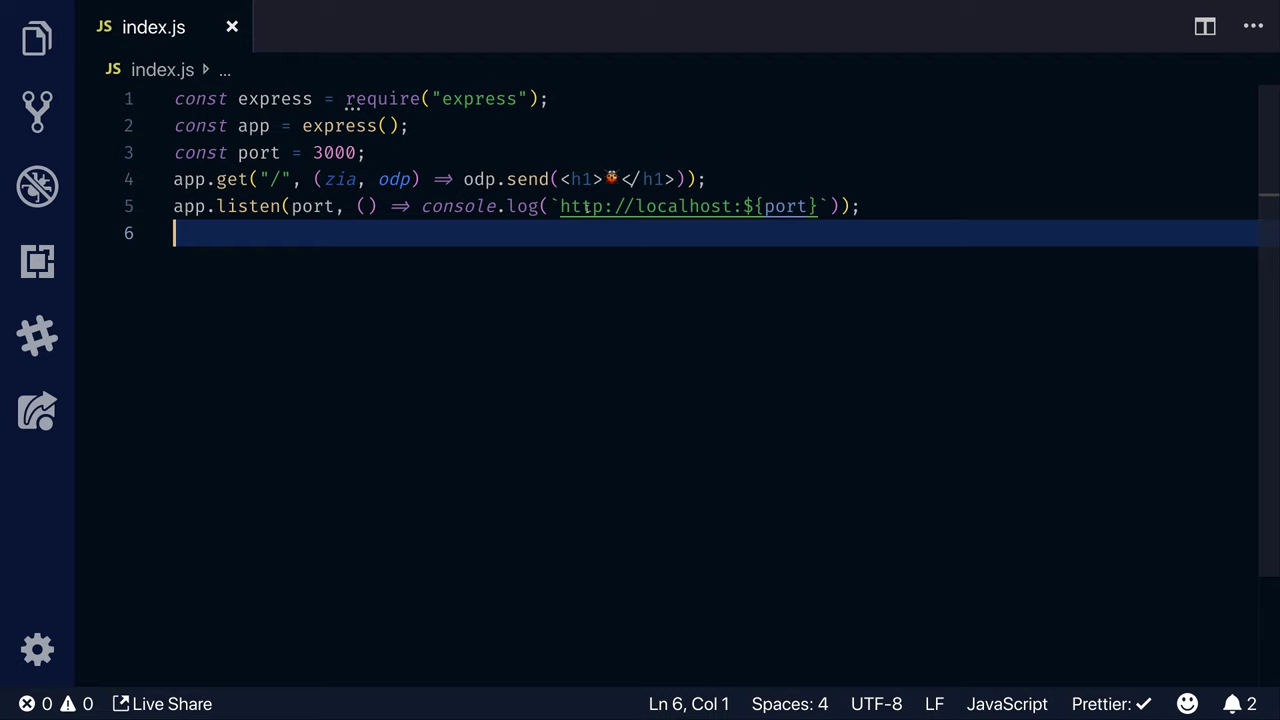 JS index.js ×
JS index.js ...
1 const express = require("express");
2 const app = express();
3 const port = 3000;
4 app.get("/", (zia, odp) => odp.send(<h1>🐞</h1>));
5 app.listen(port, () => console.log(`http://localhost:${port}`));
6
0 0 Live Share Ln 6, Col 1 Spaces: 4 UTF-8 LF JavaScript Prettier: ✓ 2